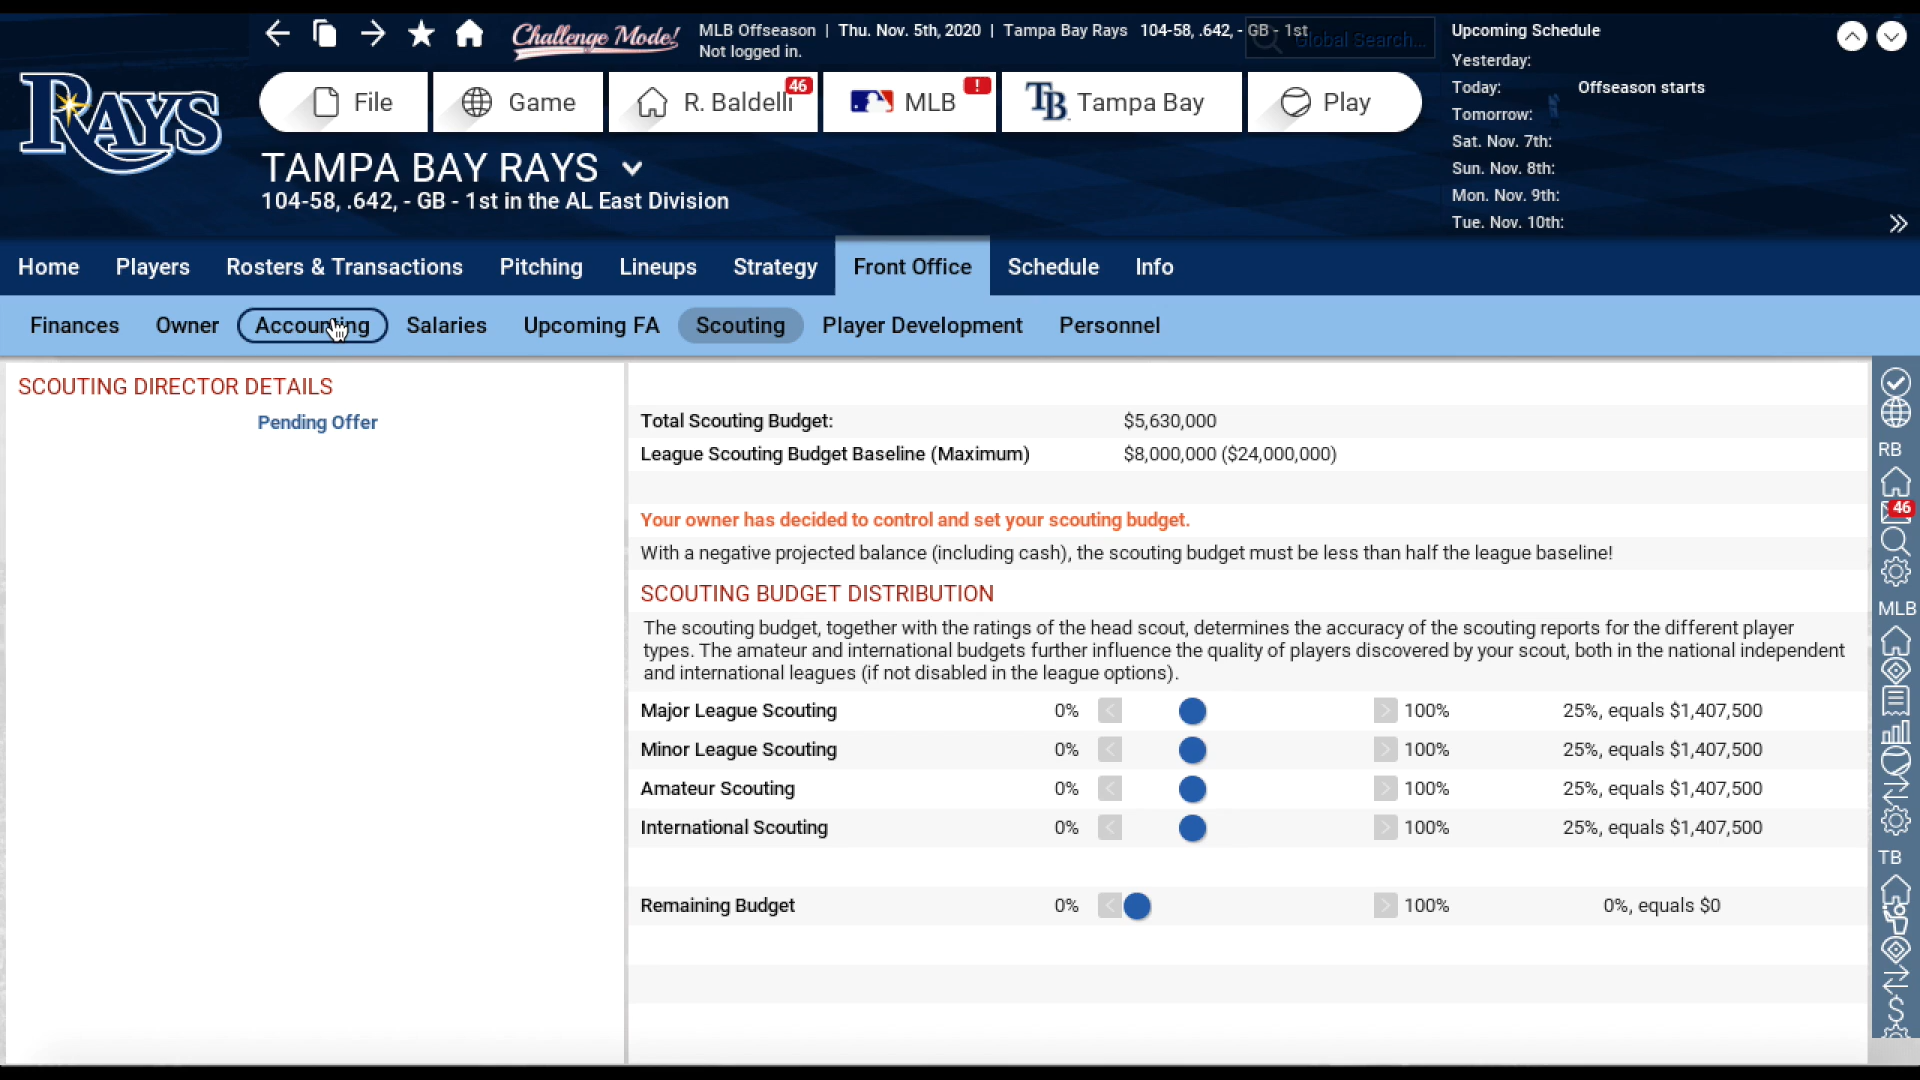 Challenge Mode!
MLB Offseason | Thu. Nov. 5th, 2020 | Tampa Bay Rays 104-58, .642, - GB - 1st
Not logged in.
Global Search...
Upcoming Schedule
Yesterday:
Today: Offseason starts
Tomorrow:
Sat. Nov. 7th:
Sun. Nov. 8th:
Mon. Nov. 9th:
Tue. Nov. 10th:
RAYS
File
Game
R. Baldelli
46
MLB
!
TB
Tampa Bay
Play
TAMPA BAY RAYS
104-58, .642, - GB - 1st in the AL East Division
Home Players Rosters & Transactions Pitching Lineups Strategy Front Office Schedule Info
Finances Owner Accounting Salaries Upcoming FA Scouting Player Development Personnel
SCOUTING DIRECTOR DETAILS
Pending Offer
Total Scouting Budget: $5,630,000
League Scouting Budget Baseline (Maximum) $8,000,000 ($24,000,000)
Your owner has decided to control and set your scouting budget.
With a negative projected balance (including cash), the scouting budget must be less than half the league baseline!
SCOUTING BUDGET DISTRIBUTION
The scouting budget, together with the ratings of the head scout, determines the accuracy of the scouting reports for the different player
types. The amateur and international budgets further influence the quality of players discovered by your scout, both in the national independent
and international leagues (if not disabled in the league options).
Major League Scouting 0% < > 100% 25%, equals $1,407,500
Minor League Scouting 0% < > 100% 25%, equals $1,407,500
Amateur Scouting 0% < > 100% 25%, equals $1,407,500
International Scouting 0% < > 100% 25%, equals $1,407,500
Remaining Budget 0% < > 100% 0%, equals $0
RB
46
MLB
TB
$